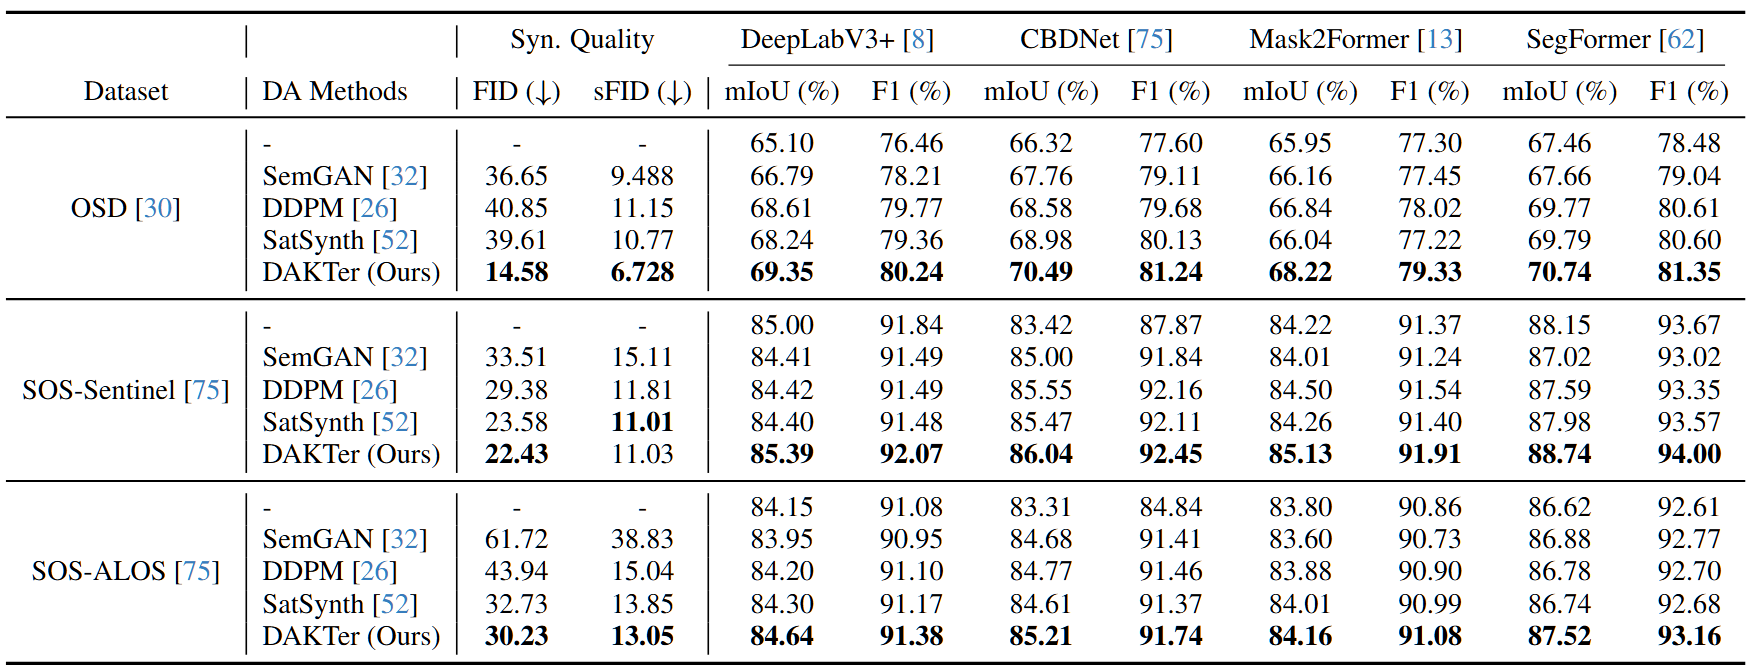 Syn. Quality DeepLabV3+ [8] CBDNet [75] Mask2Former [13] SegFormer [62]
Dataset DA Methods FID (↓) sFID (↓) mIoU (%) F1 (%) mIoU (%) F1 (%) mIoU (%) F1 (%) mIoU (%) F1 (%)
- - - 65.10 76.46 66.32 77.60 65.95 77.30 67.46 78.48
SemGAN [32] 36.65 9.488 66.79 78.21 67.76 79.11 66.16 77.45 67.66 79.04
OSD [30] DDPM [26] 40.85 11.15 68.61 79.77 68.58 79.68 66.84 78.02 69.77 80.61
SatSynth [52] 39.61 10.77 68.24 79.36 68.98 80.13 66.04 77.22 69.79 80.60
DAKTer (Ours) 14.58 6.728 69.35 80.24 70.49 81.24 68.22 79.33 70.74 81.35
- - - 85.00 91.84 83.42 87.87 84.22 91.37 88.15 93.67
SemGAN [32] 33.51 15.11 84.41 91.49 85.00 91.84 84.01 91.24 87.02 93.02
SOS-Sentinel [75] DDPM [26] 29.38 11.81 84.42 91.49 85.55 92.16 84.50 91.54 87.59 93.35
SatSynth [52] 23.58 11.01 84.40 91.48 85.47 92.11 84.26 91.40 87.98 93.57
DAKTer (Ours) 22.43 11.03 85.39 92.07 86.04 92.45 85.13 91.91 88.74 94.00
- - - 84.15 91.08 83.31 84.84 83.80 90.86 86.62 92.61
SemGAN [32] 61.72 38.83 83.95 90.95 84.68 91.41 83.60 90.73 86.88 92.77
SOS-ALOS [75] DDPM [26] 43.94 15.04 84.20 91.10 84.77 91.46 83.88 90.90 86.78 92.70
SatSynth [52] 32.73 13.85 84.30 91.17 84.61 91.37 84.01 90.99 86.74 92.68
DAKTer (Ours) 30.23 13.05 84.64 91.38 85.21 91.74 84.16 91.08 87.52 93.16